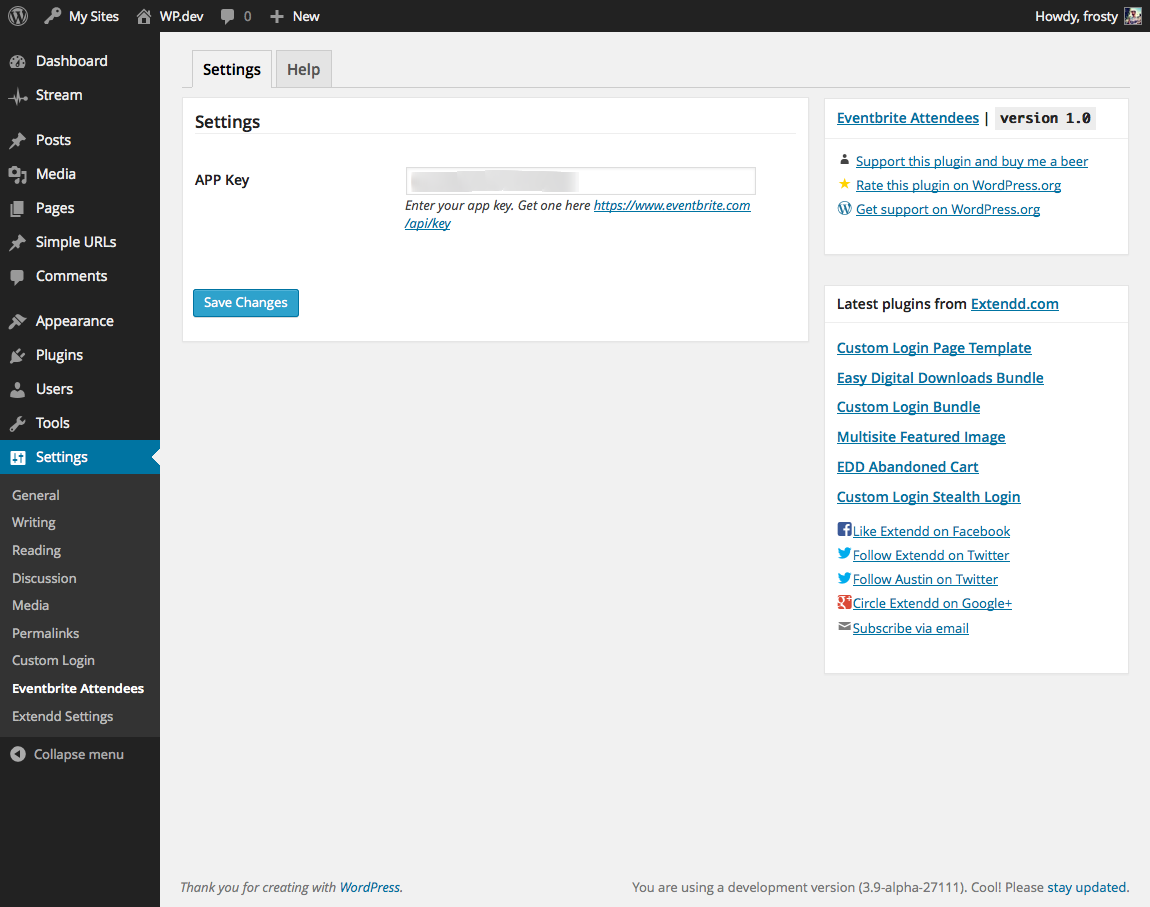 My Sites
WP.dev
0
New
Howdy, frosty
Dashboard
Stream
Posts
Media
Pages
Simple URLs
Comments
Appearance
Plugins
Users
Tools
Settings
General
Writing
Reading
Discussion
Media
Permalinks
Custom Login
Eventbrite Attendees
Extendd Settings
Collapse menu
Settings
Help
Settings
APP Key
Enter your app key. Get one here https://www.eventbrite.com
/api/key
Save Changes
Eventbrite Attendees | version 1.0
Support this plugin and buy me a beer
Rate this plugin on WordPress.org
Get support on WordPress.org
Latest plugins from Extendd.com
Custom Login Page Template
Easy Digital Downloads Bundle
Custom Login Bundle
Multisite Featured Image
EDD Abandoned Cart
Custom Login Stealth Login
Like Extendd on Facebook
Follow Extendd on Twitter
Follow Austin on Twitter
Circle Extendd on Google+
Subscribe via email
Thank you for creating with WordPress.
You are using a development version (3.9-alpha-27111). Cool! Please stay updated.